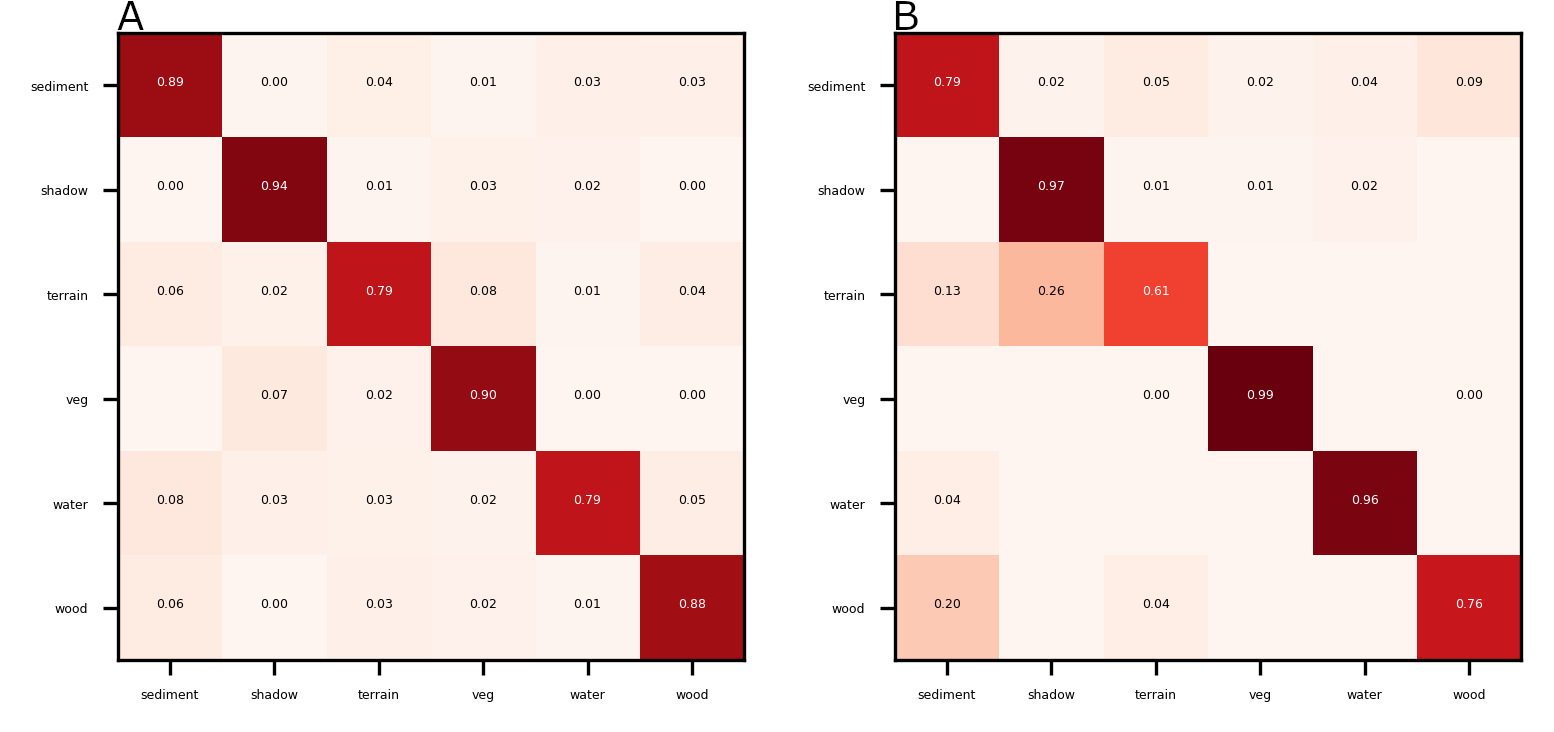 A
sediment 0.89 0.00 0.04 0.01 0.03 0.03
shadow 0.00 0.94 0.01 0.03 0.02 0.00
terrain 0.06 0.02 0.79 0.08 0.01 0.04
veg 0.07 0.02 0.90 0.00 0.00
water 0.08 0.03 0.03 0.02 0.79 0.05
wood 0.06 0.00 0.03 0.02 0.01 0.88
sediment shadow terrain veg water wood
B
sediment 0.79 0.02 0.05 0.02 0.04 0.09
shadow 0.97 0.01 0.01 0.02
terrain 0.13 0.26 0.61
veg 0.00 0.99 0.00
water 0.04 0.96
wood 0.20 0.04 0.76
sediment shadow terrain veg water wood